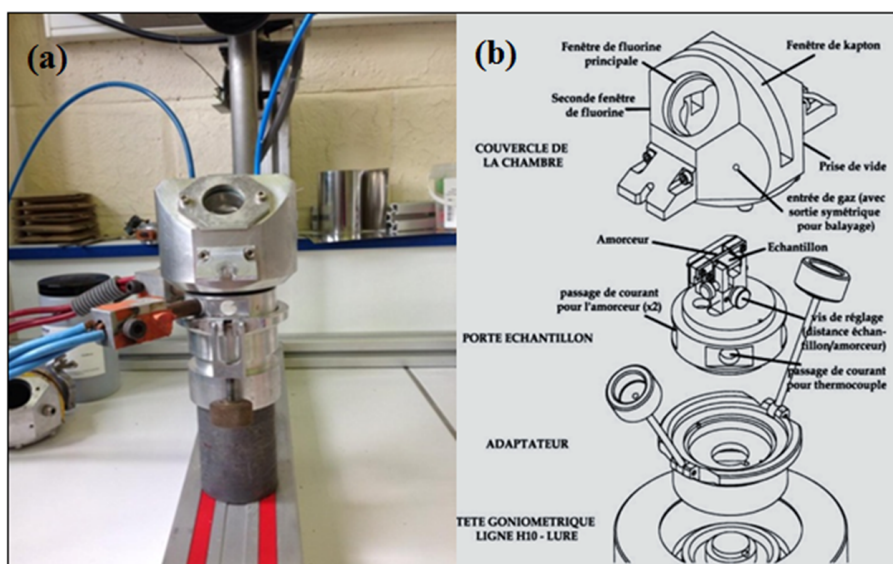 (a)
(b)
Fenêtre de fluorine
principale
Fenêtre de kapton
Seconde fenêtre
de fluorine
COUVERCLE DE
LA CHAMBRE
Prise de vide
entrée de gaz (avec
sortie symétrique
pour balayage)
Amorceur
Echantillon
passage de courant
pour l'amorceur (x2)
vis de réglage
(distance échan-
tillon/amorceur)
PORTE ECHANTILLON
passage de courant
pour thermocouple
ADAPTATEUR
TETE GONIOMETRIQUE
LIGNE H10 - LURE